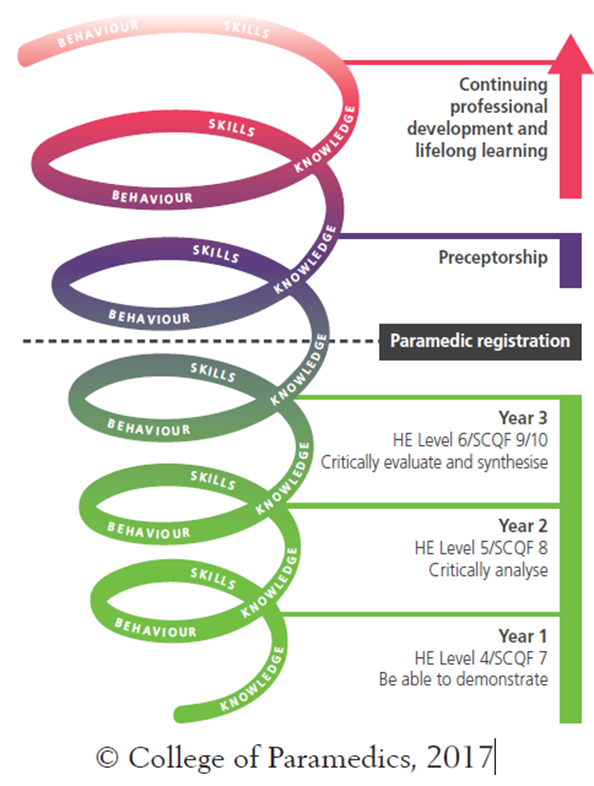 BEHAVIOUR
SKILLS
Continuing
professional
development and
lifelong learning
SKILLS
KNOWLEDGE
BEHAVIOUR
SKILLS
KNOWLEDGE
Preceptorship
BEHAVIOUR
Paramedic registration
SKILLS
KNOWLEDGE
BEHAVIOUR
Year 3
HE Level 6/SCQF 9/10
Critically evaluate and synthesise
SKILLS
KNOWLEDGE
BEHAVIOUR
Year 2
HE Level 5/SCQF 8
Critically analyse
SKILLS
KNOWLEDGE
BEHAVIOUR
Year 1
HE Level 4/SCQF 7
Be able to demonstrate
KNOWLEDGE
© College of Paramedics, 2017